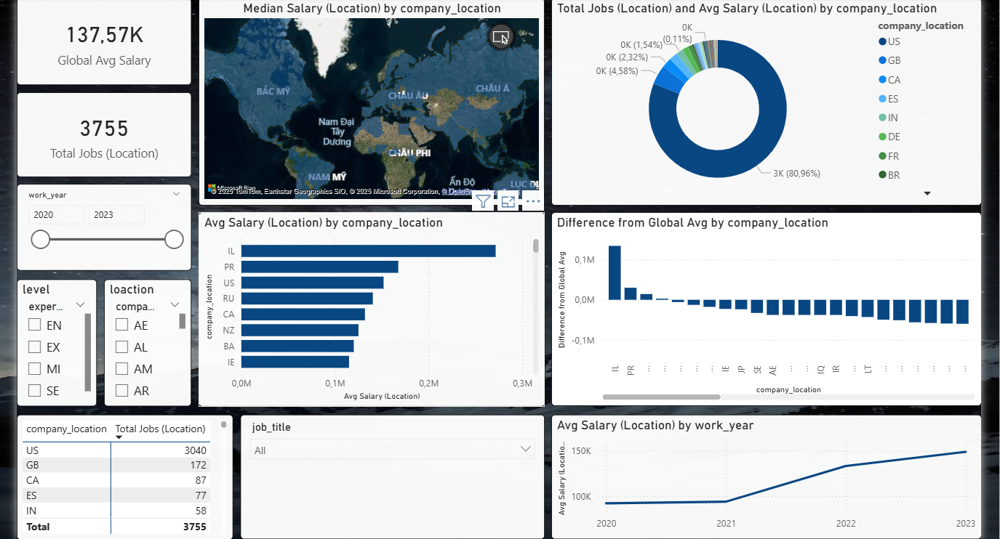 137,57K
Global Avg Salary
3755
Total Jobs (Location)
work_year
2020
2023
level
exper...
EN
EX
MI
SE
loaction
compa...
AE
AL
AM
AR
Median Salary (Location) by company_location
BẮC MỸ
CHÂU ÂU
CHÂU Á
Nam Đại
Tây
Dương
CHÂU PHI
NAM MỸ
Ấn Độ
Microsoft Bing
© 2025 TomTom, Earthstar Geographics SIO, © 2025 Microsoft Corporation,
Total Jobs (Location) and Avg Salary (Location) by company_location
0K
(0,11%)
0K (1,54%)
0K (2,32%)
0K (4,58%)
3K (80,96%)
company_location
US
GB
CA
ES
IN
DE
FR
BR
Avg Salary (Location) by company_location
company_location
IL
PR
US
RU
CA
NZ
BA
IE
0,0M
0,1M
0,2M
0,3M
Avg Salary (Location)
Difference from Global Avg by company_location
Difference from Global Avg
0,1M
0,0M
-0,1M
IL
PR
...
...
...
...
...
IE
JP
SE
AE
...
...
IQ
IR
...
LT
...
...
...
...
...
...
company_location
company_location Total Jobs (Location)
US 3040
GB 172
CA 87
ES 77
IN 58
Total 3755
job_title
All
Avg Salary (Location) by work_year
Avg Salary (Locatio...
150K
100K
2020
2021
2022
2023